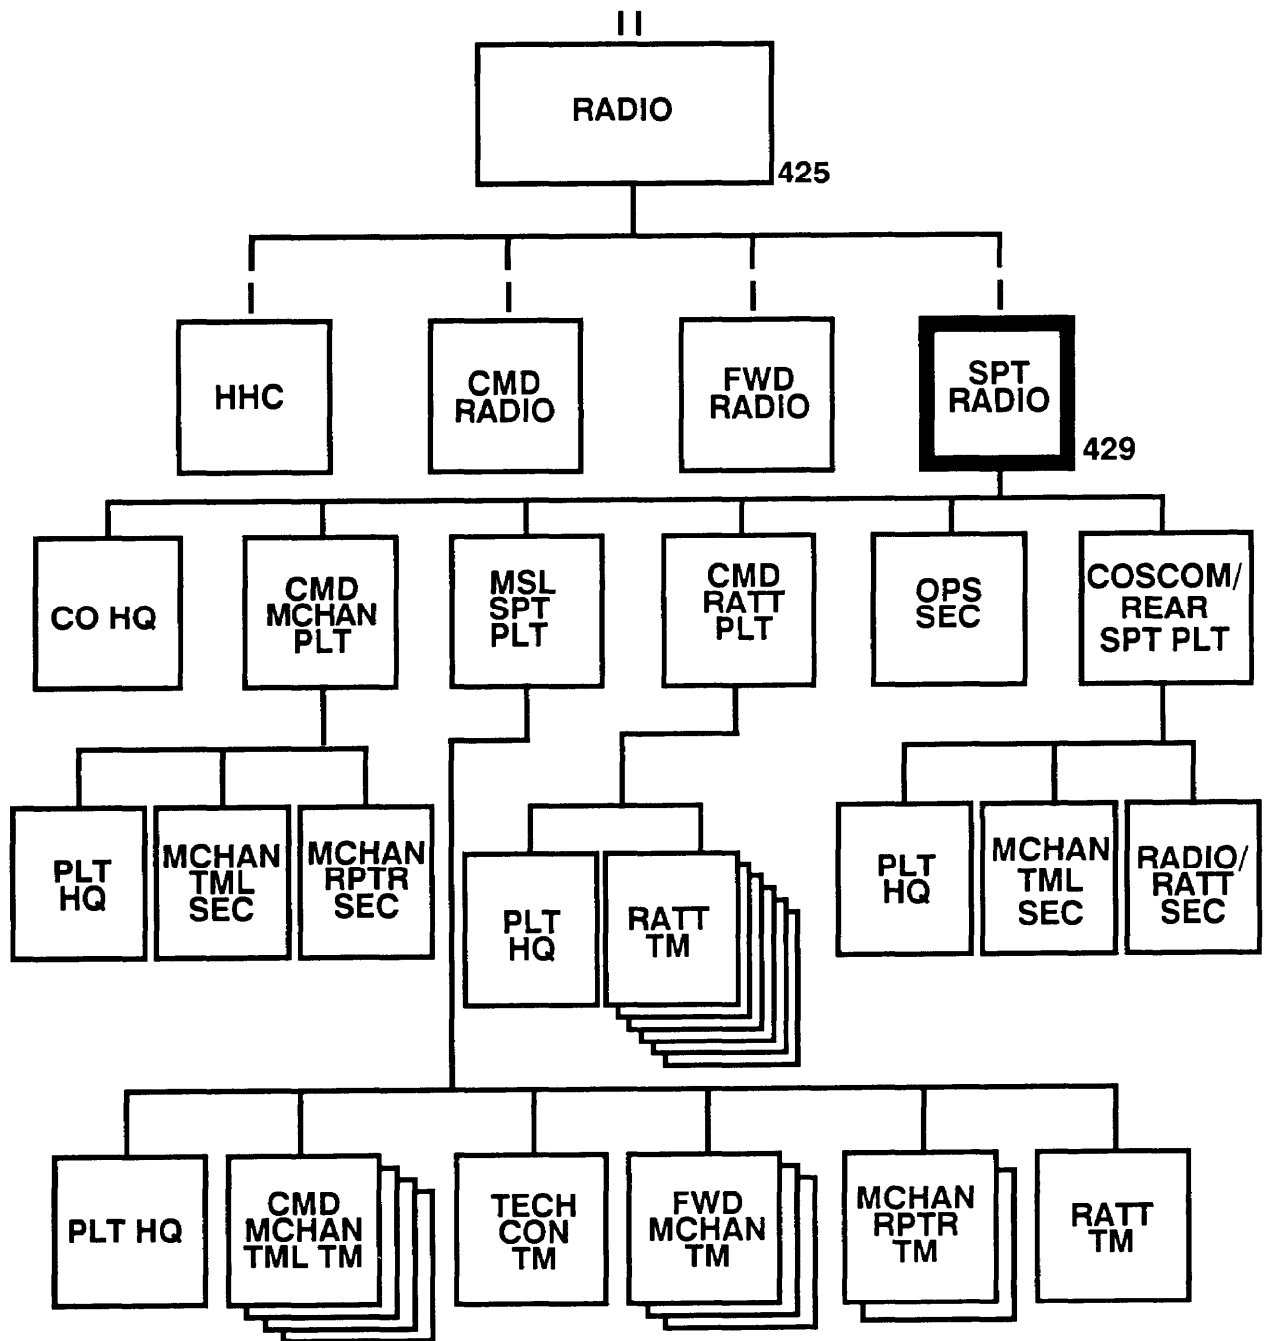 RADIO
425
HHC
CMD
RADIO
FWD
RADIO
SPT
RADIO
429
CO HQ
CMD
MCHAN
PLT
MSL
SPT
PLT
CMD
RATT
PLT
OPS
SEC
COSCOM/
REAR
SPT PLT
PLT
HQ
MCHAN
TML
SEC
MCHAN
RPTR
SEC
PLT
HQ
RATT
TM
PLT
HQ
MCHAN
TML
SEC
RADIO/
RATT
SEC
PLT HQ
CMD
MCHAN
TML TM
TECH
CON
TM
FWD
MCHAN
TM
MCHAN
RPTR
TM
RATT
TM